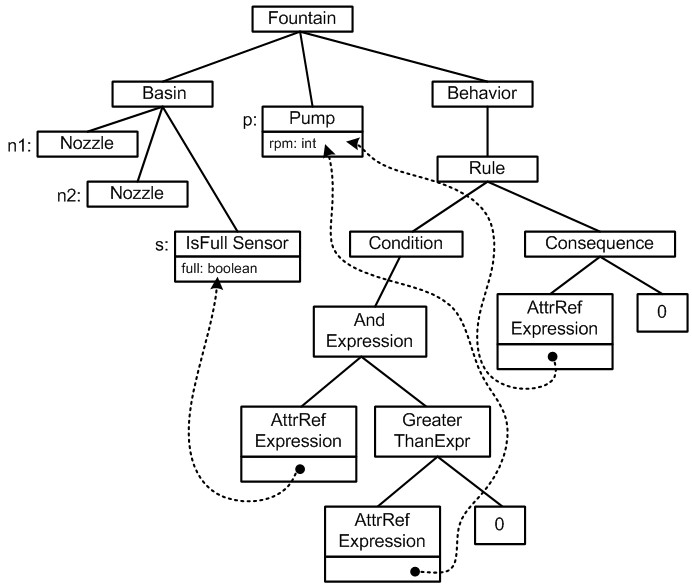 Fountain
Basin
Behavior
p:
Pump
rpm: int
n1:
Nozzle
Rule
n2:
Nozzle
s:
IsFull Sensor
full: boolean
Condition
Consequence
And
Expression
AttrRef
Expression
0
AttrRef
Expression
Greater
ThanExpr
AttrRef
Expression
0